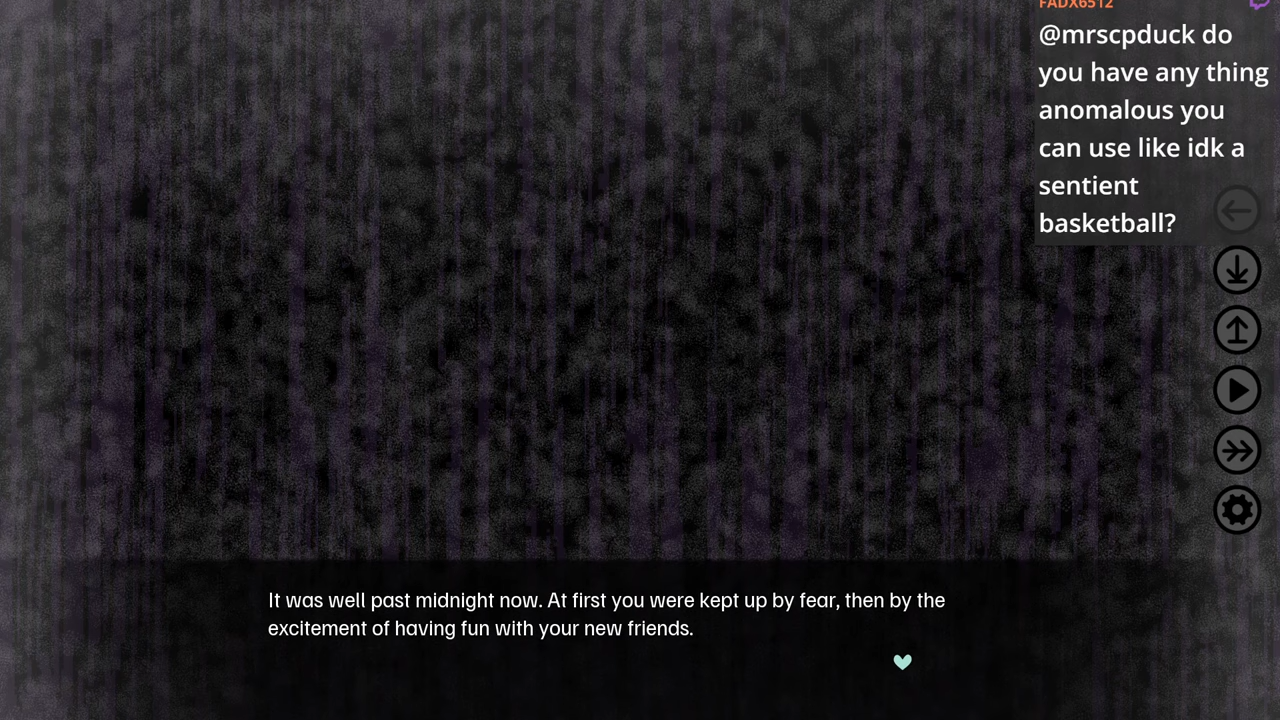 FADX6512
@mrscpduck do
you have any thing
anomalous you
can use like idk a
sentient
basketball?
It was well past midnight now. At first you were kept up by fear, then by the
excitement of having fun with your new friends.